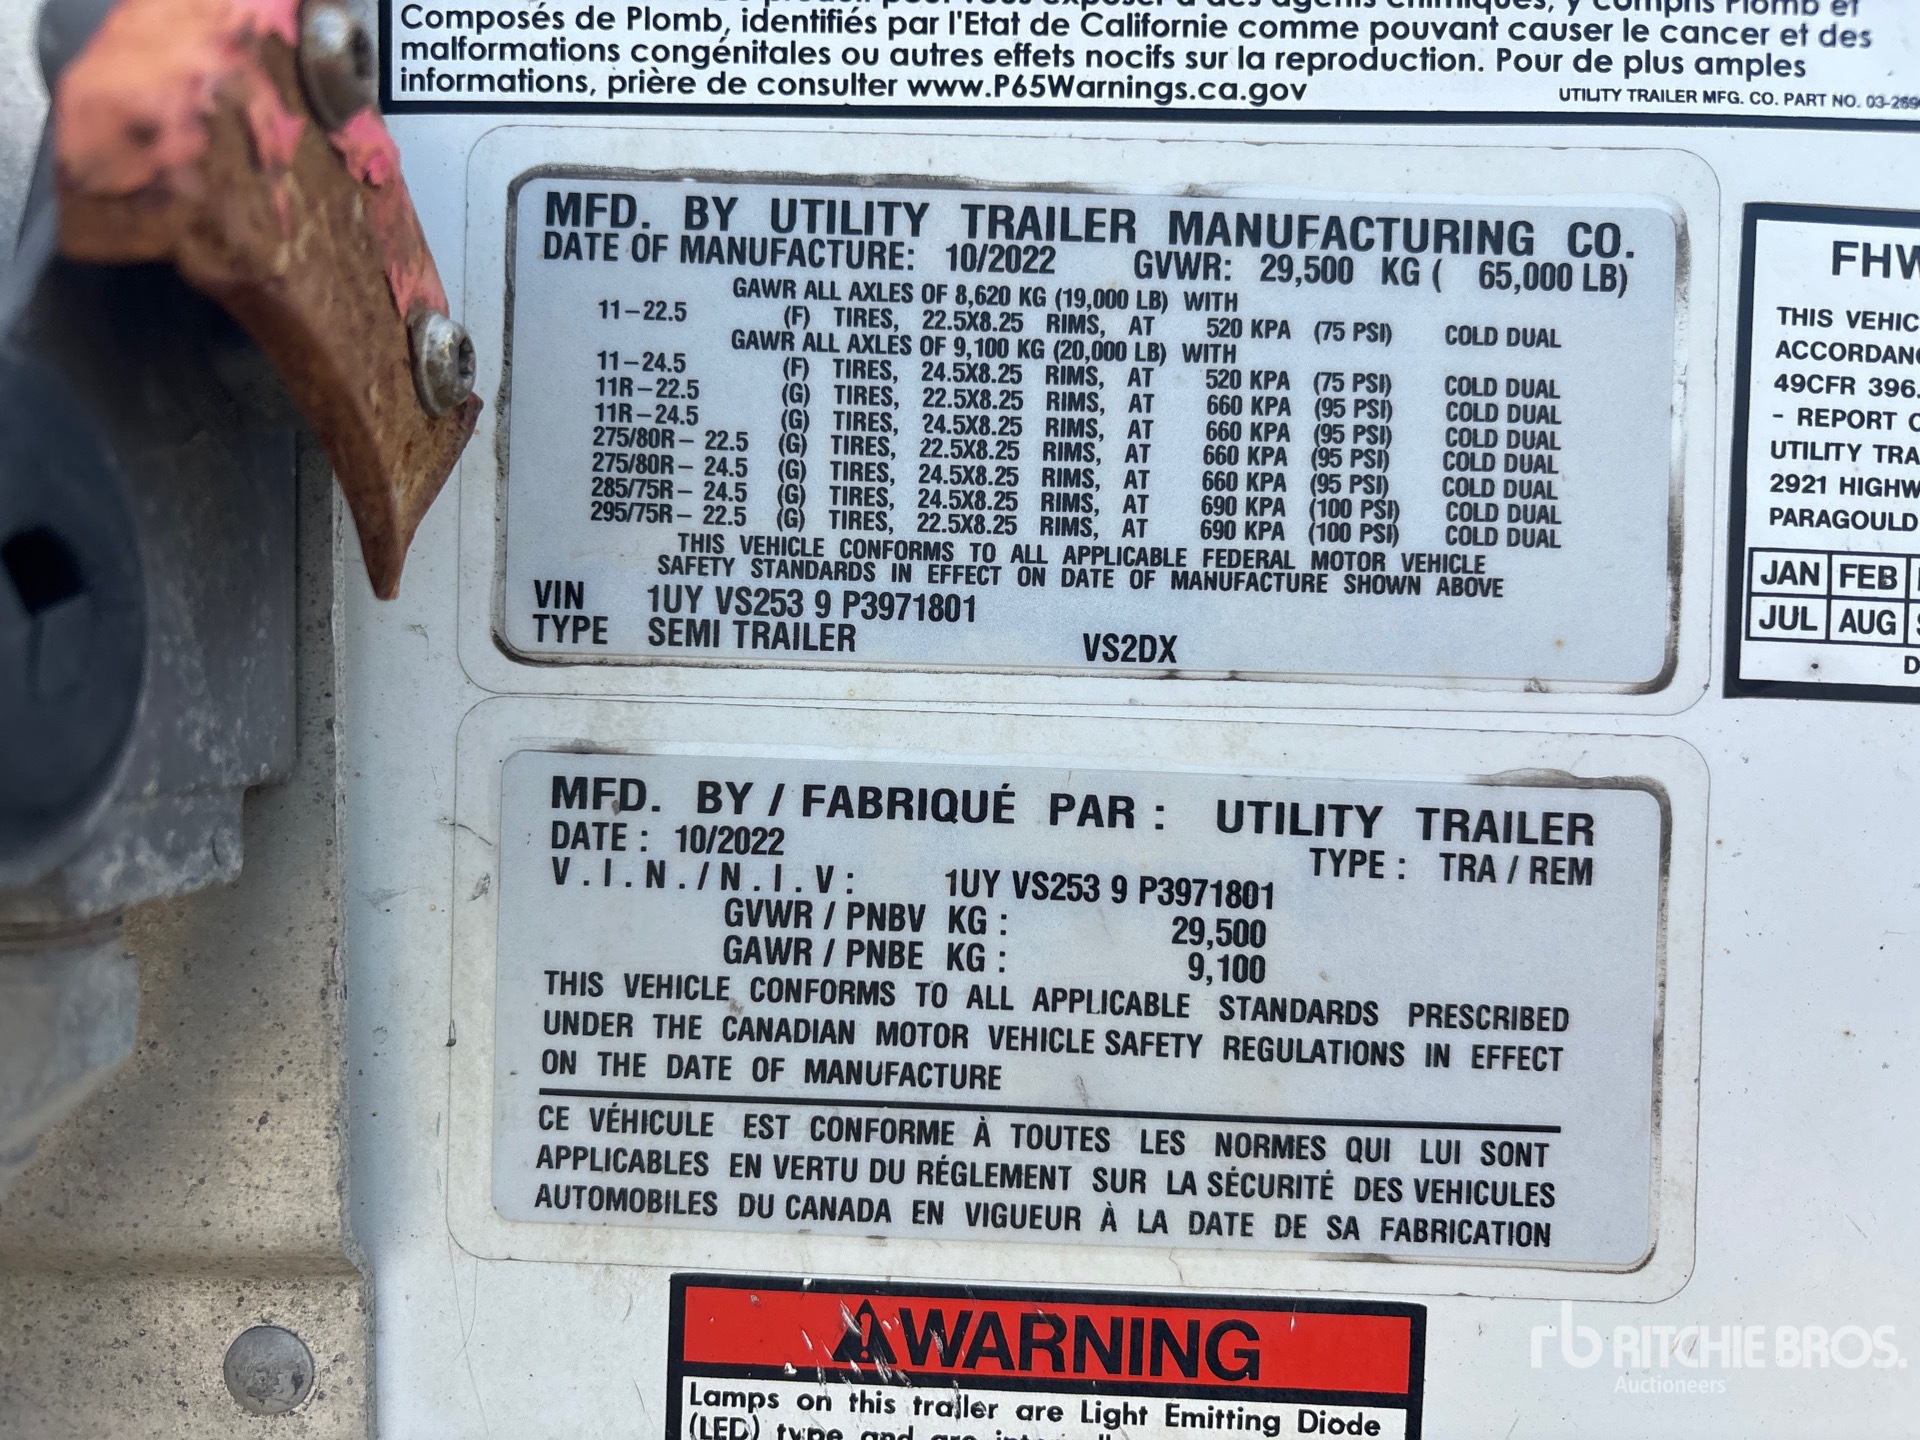 Composés de Plomb, identifiés par l'Etat de Californie comme pouvant causer le cancer et des
malformations congénitales ou autres effets nocifs sur la reproduction. Pour de plus amples
informations, prière de consulter www.P65Warnings.ca.gov
UTILITY TRAILER MFG. CO. PART NO. 03-289
MFD. BY UTILITY TRAILER MANUFACTURING CO.
DATE OF MANUFACTURE: 10/2022 GVWR: 29,500 KG ( 65,000 LB)
GAWR ALL AXLES OF 8,620 KG (19,000 LB) WITH
11-22.5 (F) TIRES, 22.5X8.25 RIMS, AT 520 KPA (75 PSI) COLD DUAL
GAWR ALL AXLES OF 9,100 KG (20,000 LB) WITH
11-24.5 (F) TIRES, 24.5X8.25 RIMS, AT 520 KPA (75 PSI) COLD DUAL
11R-22.5 (G) TIRES, 22.5X8.25 RIMS, AT 660 KPA (95 PSI) COLD DUAL
11R-24.5 (G) TIRES, 24.5X8.25 RIMS, AT 660 KPA (95 PSI) COLD DUAL
275/80R- 22.5 (G) TIRES, 22.5X8.25 RIMS, AT 660 KPA (95 PSI) COLD DUAL
275/80R- 24.5 (G) TIRES, 24.5X8.25 RIMS, AT 660 KPA (95 PSI) COLD DUAL
285/75R- 24.5 (G) TIRES, 24.5X8.25 RIMS, AT 690 KPA (100 PSI) COLD DUAL
295/75R- 22.5 (G) TIRES, 22.5X8.25 RIMS, AT 690 KPA (100 PSI) COLD DUAL
THIS VEHICLE CONFORMS TO ALL APPLICABLE FEDERAL MOTOR VEHICLE
SAFETY STANDARDS IN EFFECT ON DATE OF MANUFACTURE SHOWN ABOVE
VIN 1UY VS253 9 P3971801
TYPE SEMI TRAILER VS2DX
FHW
THIS VEHIC
ACCORDAN
49CFR 396.
- REPORT
UTILITY TRA
2921 HIGHW
PARAGOULD
JAN FEB
JUL AUG
MFD. BY / FABRIQUÉ PAR : UTILITY TRAILER
DATE : 10/2022 TYPE : TRA / REM
V.I.N./N.I.V: 1UY VS253 9 P3971801
GVWR / PNBV KG : 29,500
GAWR / PNBE KG : 9,100
THIS VEHICLE CONFORMS TO ALL APPLICABLE STANDARDS PRESCRIBED
UNDER THE CANADIAN MOTOR VEHICLE SAFETY REGULATIONS IN EFFECT
ON THE DATE OF MANUFACTURE
CE VÉHICULE EST CONFORME À TOUTES LES NORMES QUI LUI SONT
APPLICABLES EN VERTU DU RÉGLEMENT SUR LA SÉCURITÉ DES VEHICULES
AUTOMOBILES DU CANADA EN VIGUEUR À LA DATE DE SA FABRICATION
WARNING
Lamps on this trailer are Light Emitting Diode
(LED) type and are
rb RITCHIE BROS.
Auctioneers